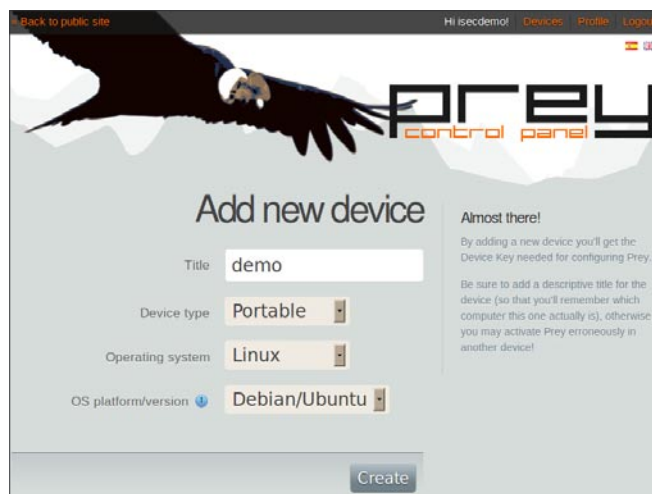 Back to public site
Hi isecdemo! Devices Profile Logout
prey
control panel
Add new device
Title demo
Device type Portable
Operating system Linux
OS platform/version Debian/Ubuntu
Create
Almost there!
By adding a new device you'll get the
Device Key needed for configuring Prey.
Be sure to add a descriptive title for the
device (so that you'll remember which
computer this one actually is), otherwise
you may activate Prey erroneously in
another device!